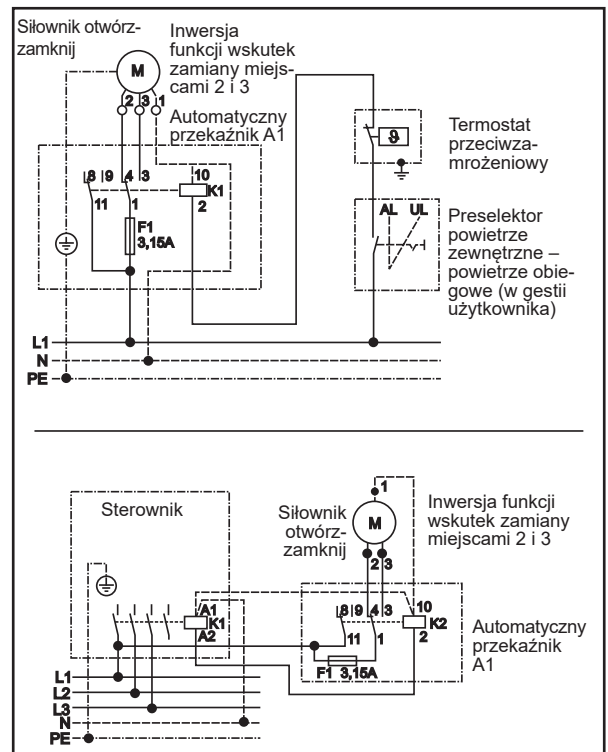 Siłownik otwórz-
zamknij
Inwersja
funkcji wskutek
zamiany miejs-
cami 2 i 3
M
2 3 1
Automatyczny
przekaźnik A1
8 9 4 3 10
K1
11 1 2
F1
3,15A
ϑ
Termostat
przeciwza-
mrożeniowy
AL UL
Preselektor
powietrze
zewnętrzne –
powietrze obie-
gowe (w gestii
użytkownika)
L1
N
PE
Sterownik
Siłownik
otwórz-
zamknij
1
M
2 3
Inwersja funkcji
wskutek zamiany
miejscami 2 i 3
A1
K1
A2
8 9 4 3 10
K2
11 1 2
F1 3,15A
Automatyczny
przekaźnik
A1
L1
L2
L3
N
PE